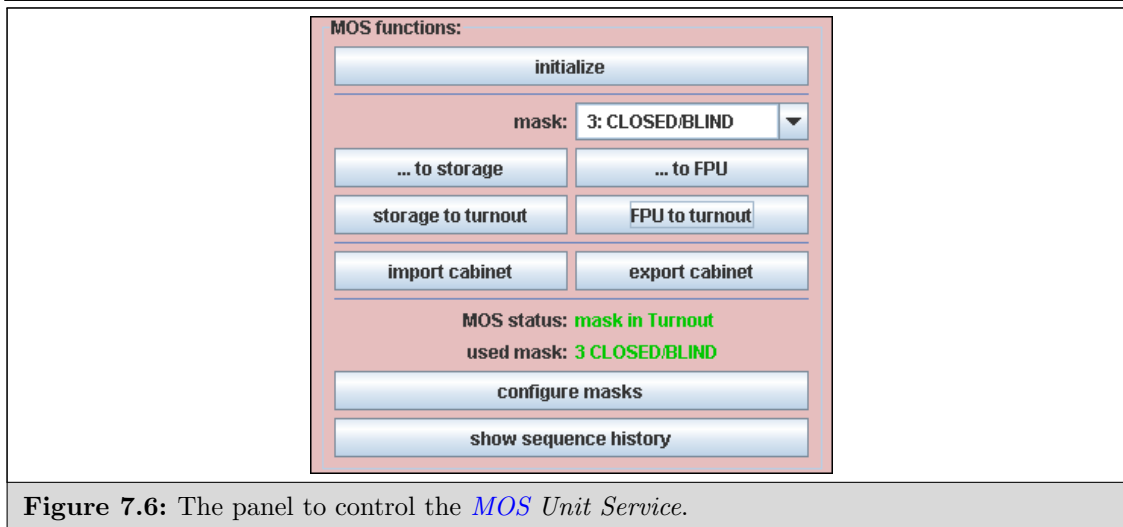 MOS functions:
initialize
mask: 3: CLOSED/BLIND
... to storage ... to FPU
storage to turnout FPU to turnout
import cabinet export cabinet
MOS status: mask in Turnout
used mask: 3 CLOSED/BLIND
configure masks
show sequence history
Figure 7.6: The panel to control the MOS Unit Service.